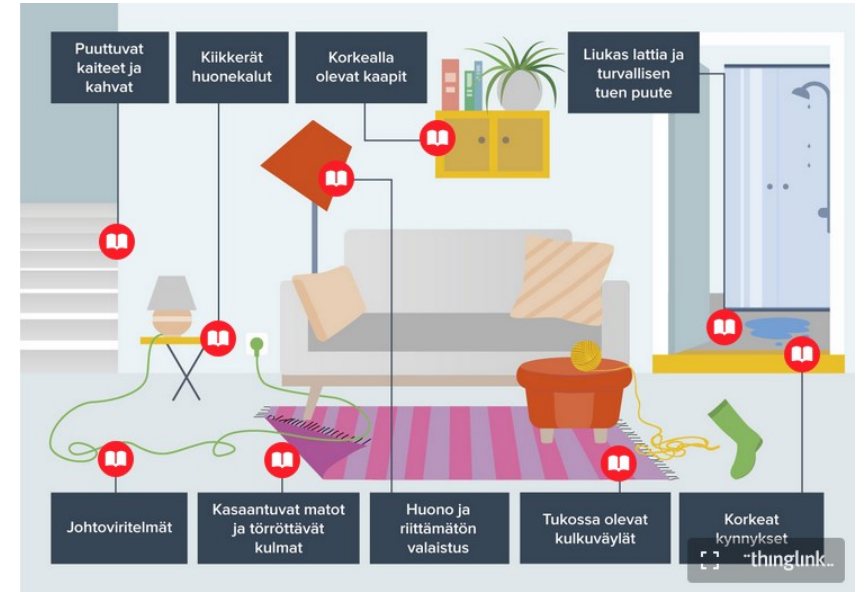 Puuttuvat
kaiteet ja
kahvat
Kiikkerät
huonekalut
Korkealla
olevat kaapit
Liukas lattia ja
turvallisen
tuen puute
Johtoviritelmät
Kasaantuvat matot
ja törröttävät
kulmat
Huono ja
riittämätön
valaistus
Tukossa olevat
kulkuväylät
Korkeat
kynnykset
thinglink..